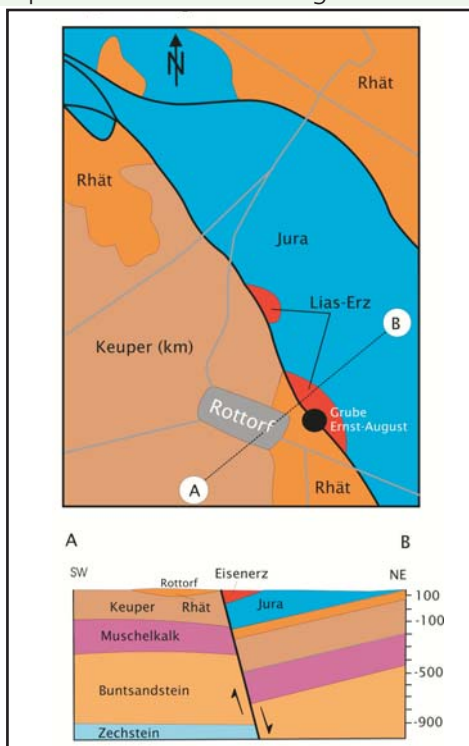 N
Rhät
Rhät
Jura
Lias-Erz
B
Keuper (km)
Rottorf
Grube
Ernst-August
A
Rhät
A
B
SW
Eisenerz
NE
Rottorf
100
Keuper
Rhät
Jura
-100
Muschelkalk
-500
Buntsandstein
-900
Zechstein